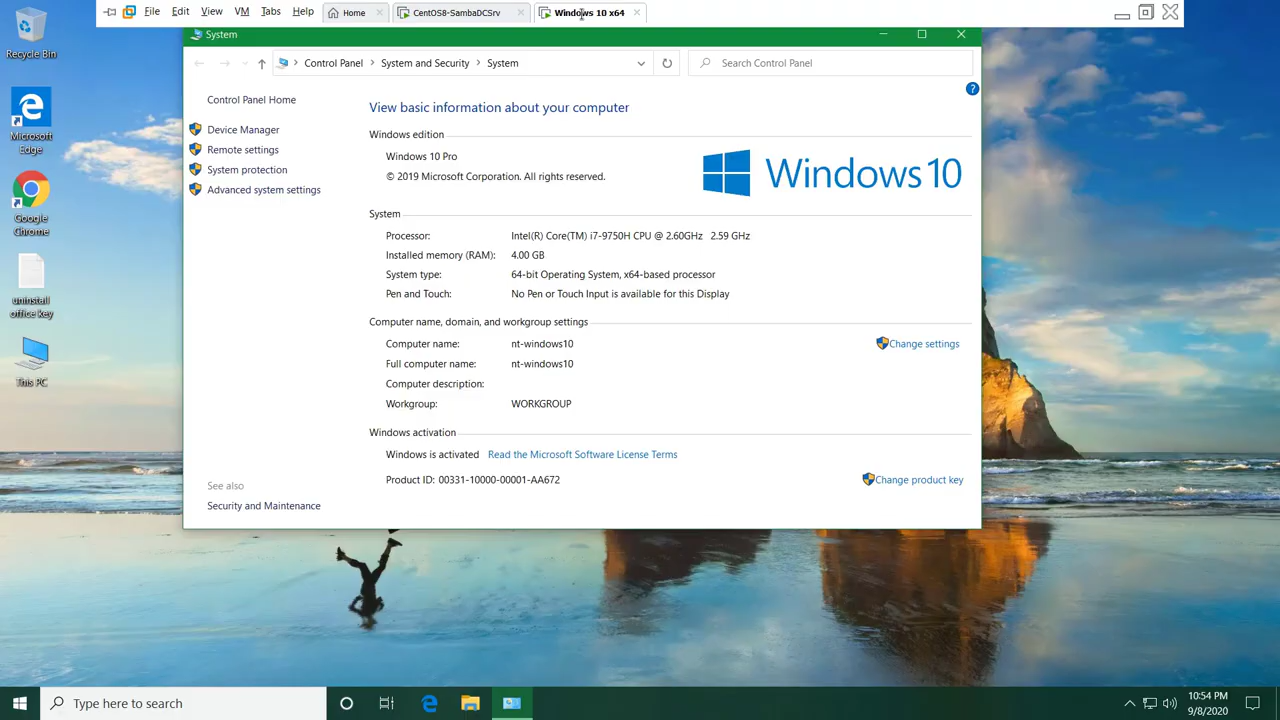 File Edit View VM Tabs Help Home CentOS8-SambaDCSrv Windows 10 x64
Recycle Bin
Microsoft Edge
Google Chrome
uninstall office key
This PC
System
Control Panel System and Security System
Search Control Panel
Control Panel Home
Device Manager
Remote settings
System protection
Advanced system settings
See also
Security and Maintenance
View basic information about your computer
Windows edition
Windows 10 Pro
© 2019 Microsoft Corporation. All rights reserved.
Windows 10
System
Processor: Intel(R) Core(TM) i7-9750H CPU @ 2.60GHz 2.59 GHz
Installed memory (RAM): 4.00 GB
System type: 64-bit Operating System, x64-based processor
Pen and Touch: No Pen or Touch Input is available for this Display
Computer name, domain, and workgroup settings
Computer name: nt-windows10
Change settings
Full computer name: nt-windows10
Computer description:
Workgroup: WORKGROUP
Windows activation
Windows is activated Read the Microsoft Software License Terms
Product ID: 00331-10000-00001-AA672
Change product key
Type here to search
10:54 PM
9/8/2020